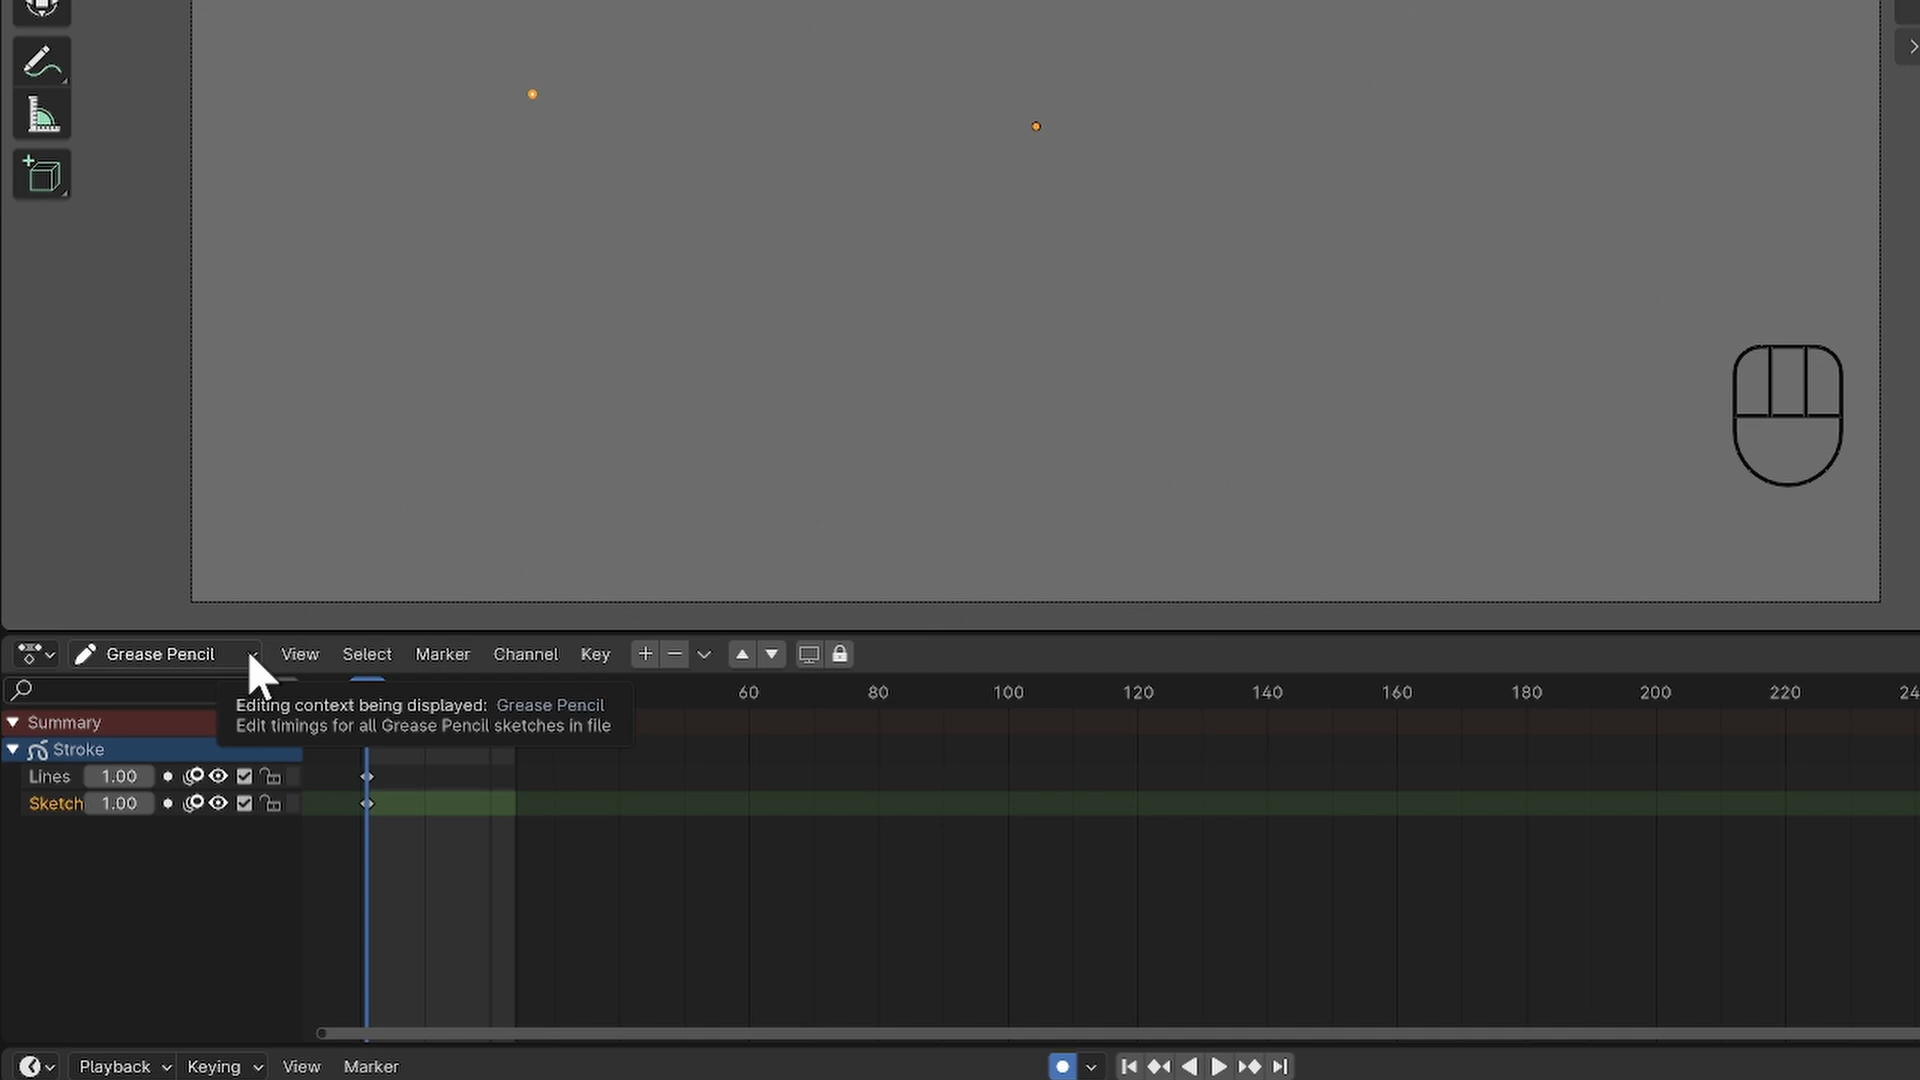 Grease Pencil View Select Marker Channel Key
60 80 100 120 140 160 180 200 220 24
Editing context being displayed: Grease Pencil
Edit timings for all Grease Pencil sketches in file
Summary
Stroke
Lines 1.00
Sketch 1.00
Playback Keying View Marker